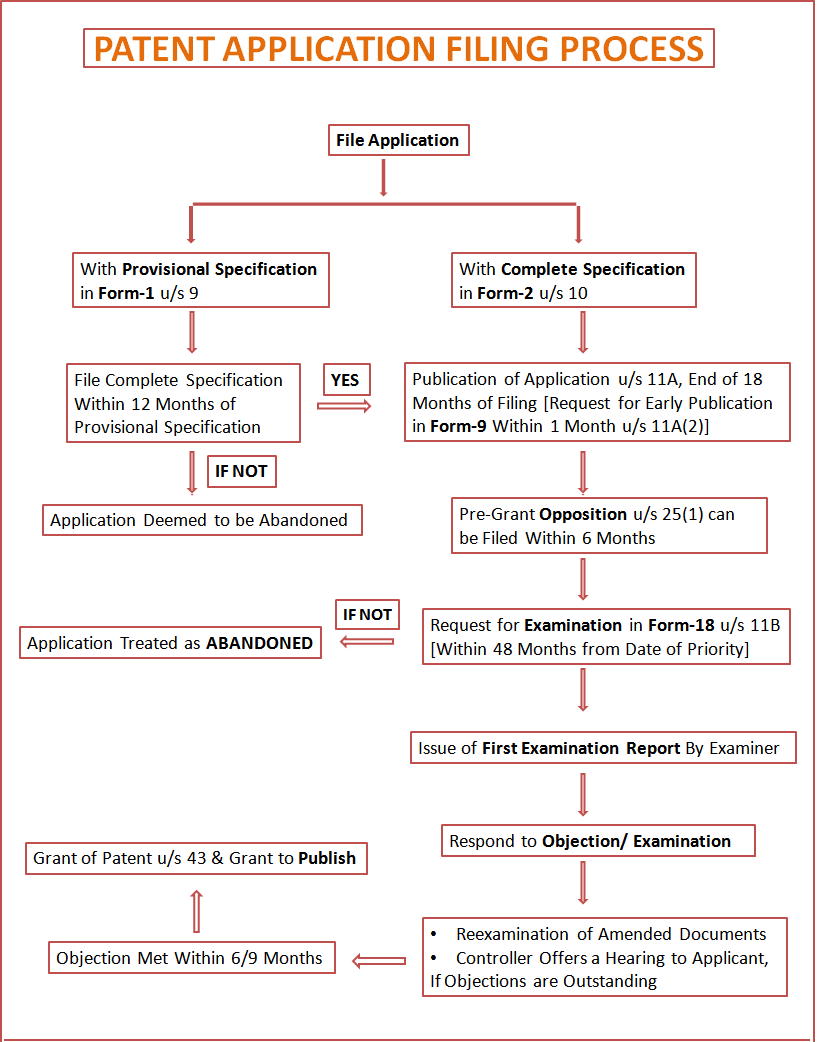 PATENT APPLICATION FILING PROCESS
File Application
With Provisional Specification
in Form-1 u/s 9
With Complete Specification
in Form-2 u/s 10
File Complete Specification
Within 12 Months of
Provisional Specification
YES
Publication of Application u/s 11A, End of 18
Months of Filing [Request for Early Publication
in Form-9 Within 1 Month u/s 11A(2)]
IF NOT
Application Deemed to be Abandoned
Pre-Grant Opposition u/s 25(1) can
be Filed Within 6 Months
Request for Examination in Form-18 u/s 11B
[Within 48 Months from Date of Priority]
IF NOT
Application Treated as ABANDONED
Issue of First Examination Report By Examiner
Respond to Objection/ Examination
• Reexamination of Amended Documents
• Controller Offers a Hearing to Applicant,
If Objections are Outstanding
Objection Met Within 6/9 Months
Grant of Patent u/s 43 & Grant to Publish